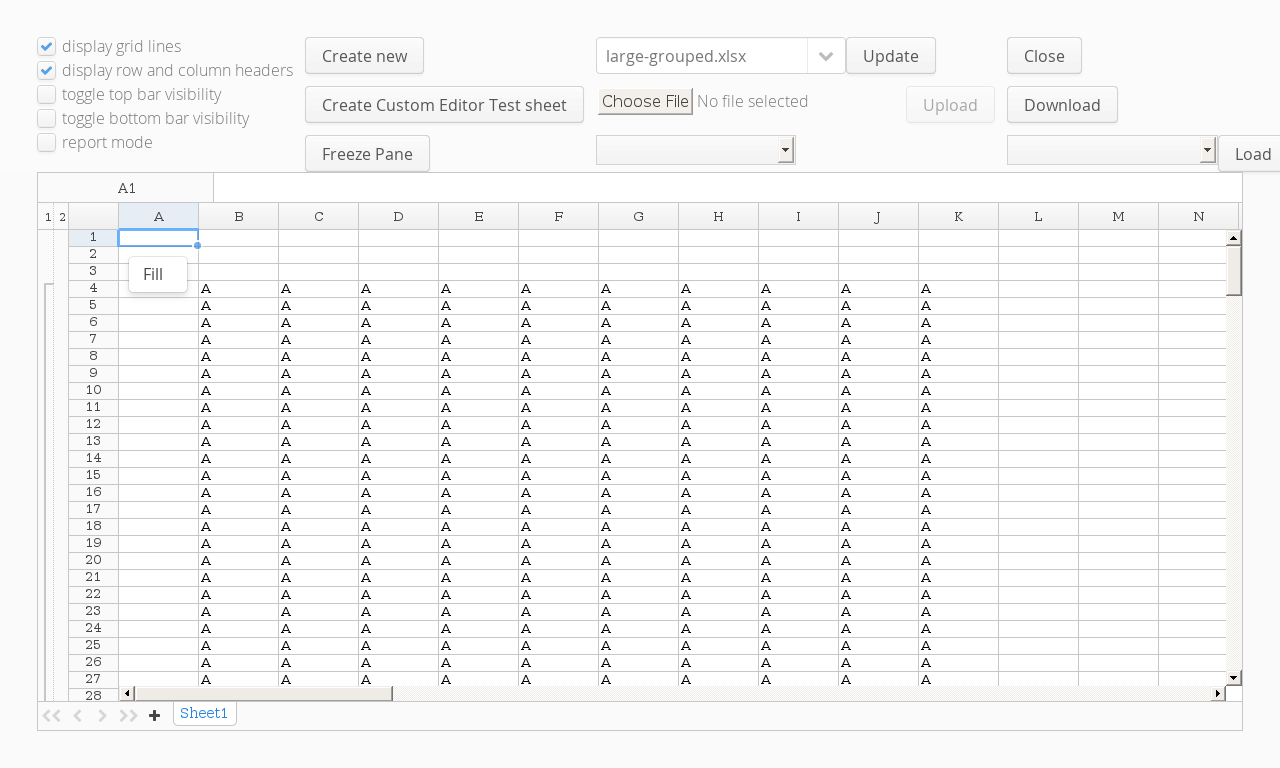 display grid lines
display row and column headers
toggle top bar visibility
toggle bottom bar visibility
report mode
Create new
Create Custom Editor Test sheet
Freeze Pane
large-grouped.xlsx
Update
Choose File No file selected
Upload
Close
Download
Load
A1
1 2 A B C D E F G H I J K L M N
1
2
3
Fill
4 A A A A A A A A A A
5 A A A A A A A A A A
6 A A A A A A A A A A
7 A A A A A A A A A A
8 A A A A A A A A A A
9 A A A A A A A A A A
10 A A A A A A A A A A
11 A A A A A A A A A A
12 A A A A A A A A A A
13 A A A A A A A A A A
14 A A A A A A A A A A
15 A A A A A A A A A A
16 A A A A A A A A A A
17 A A A A A A A A A A
18 A A A A A A A A A A
19 A A A A A A A A A A
20 A A A A A A A A A A
21 A A A A A A A A A A
22 A A A A A A A A A A
23 A A A A A A A A A A
24 A A A A A A A A A A
25 A A A A A A A A A A
26 A A A A A A A A A A
27 A A A A A A A A A A
28
Sheet1